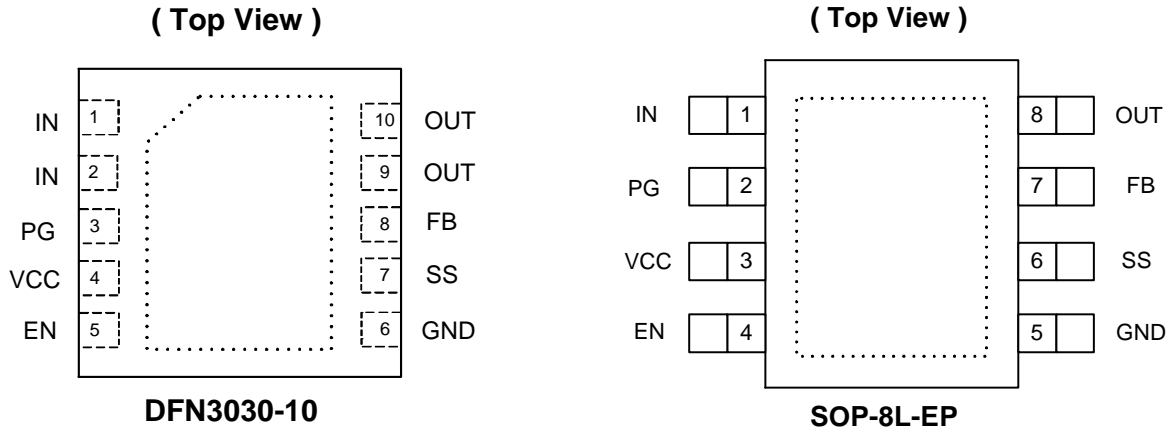 ( Top View )
IN 1 10 OUT
IN 2 9 OUT
PG 3 8 FB
VCC 4 7 SS
EN 5 6 GND
DFN3030-10
( Top View )
IN 1 8 OUT
PG 2 7 FB
VCC 3 6 SS
EN 4 5 GND
SOP-8L-EP